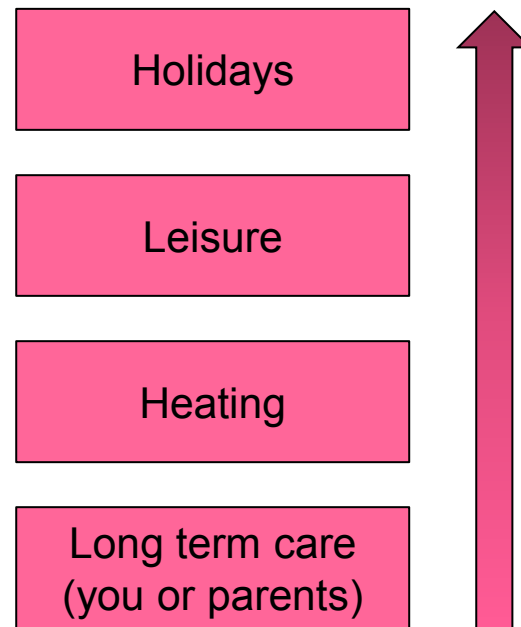 Holidays
Leisure
Heating
Long term care
(you or parents)